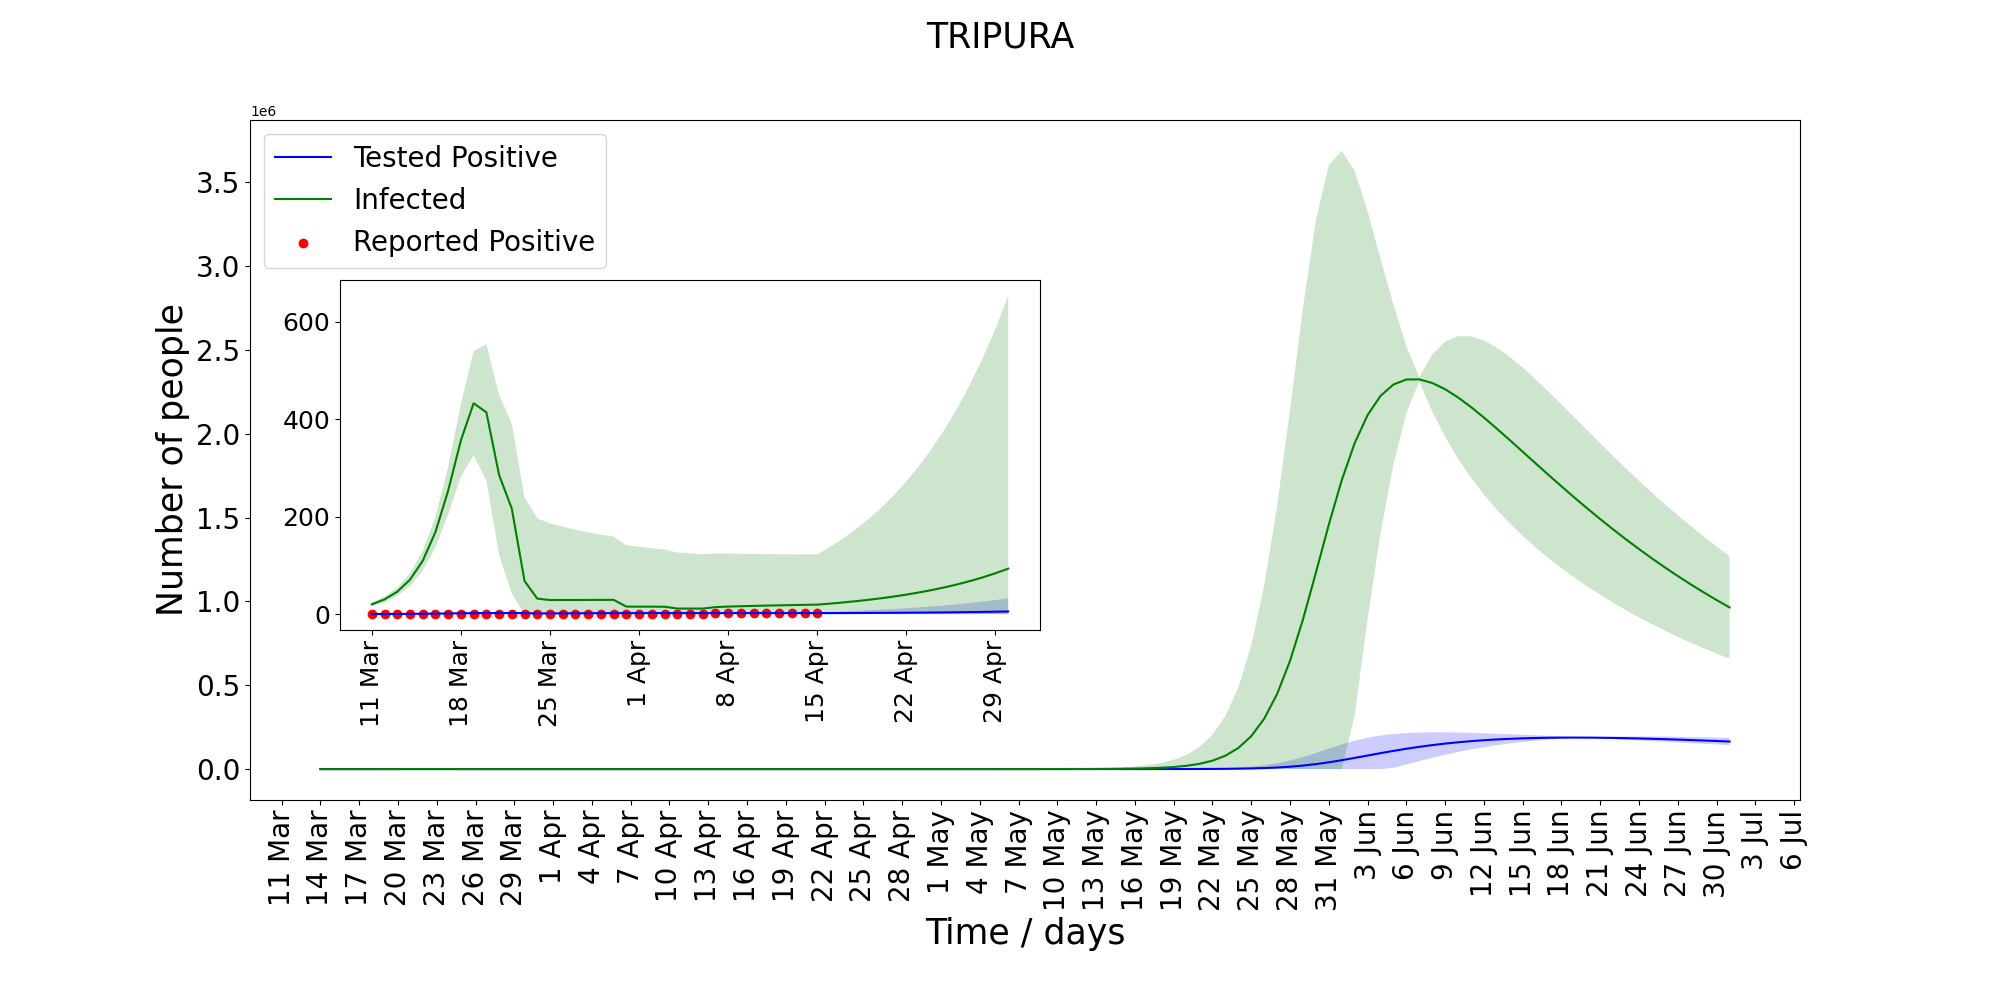 TRIPURA
1e6
Tested Positive
Infected
Reported Positive
3.5
3.0
2.5
2.0
1.5
1.0
0.5
0.0
Number of people
600
400
200
0
11 Mar
18 Mar
25 Mar
1 Apr
8 Apr
15 Apr
22 Apr
29 Apr
11 Mar
14 Mar
17 Mar
20 Mar
23 Mar
26 Mar
29 Mar
1 Apr
4 Apr
7 Apr
10 Apr
13 Apr
16 Apr
19 Apr
22 Apr
25 Apr
28 Apr
1 May
4 May
7 May
10 May
13 May
16 May
19 May
22 May
25 May
28 May
31 May
3 Jun
6 Jun
9 Jun
12 Jun
15 Jun
18 Jun
21 Jun
24 Jun
27 Jun
30 Jun
3 Jul
6 Jul
Time / days